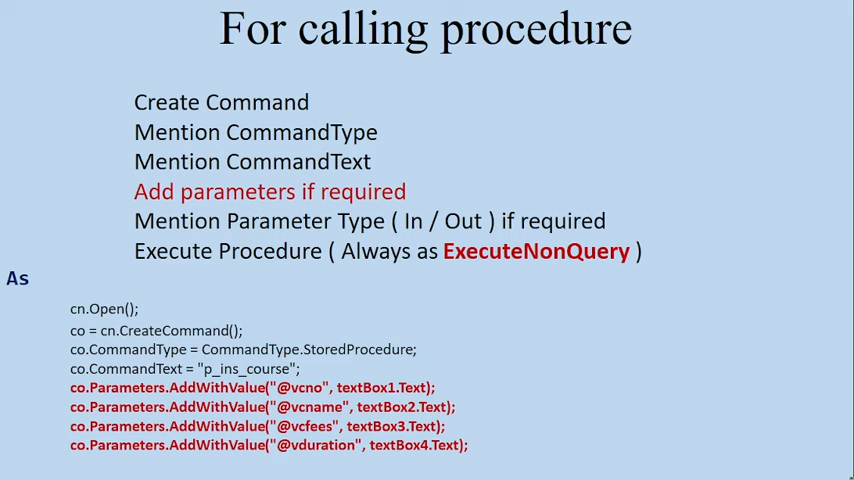 For calling procedure
Create Command
Mention CommandType
Mention CommandText
Add parameters if required
Mention Parameter Type ( In / Out ) if required
Execute Procedure ( Always as ExecuteNonQuery )
As
cn.Open();
co = cn.CreateCommand();
co.CommandType = CommandType.StoredProcedure;
co.CommandText = "p_ins_course";
co.Parameters.AddWithValue("@vcno", textBox1.Text);
co.Parameters.AddWithValue("@vcname", textBox2.Text);
co.Parameters.AddWithValue("@vcfees", textBox3.Text);
co.Parameters.AddWithValue("@vduration", textBox4.Text);